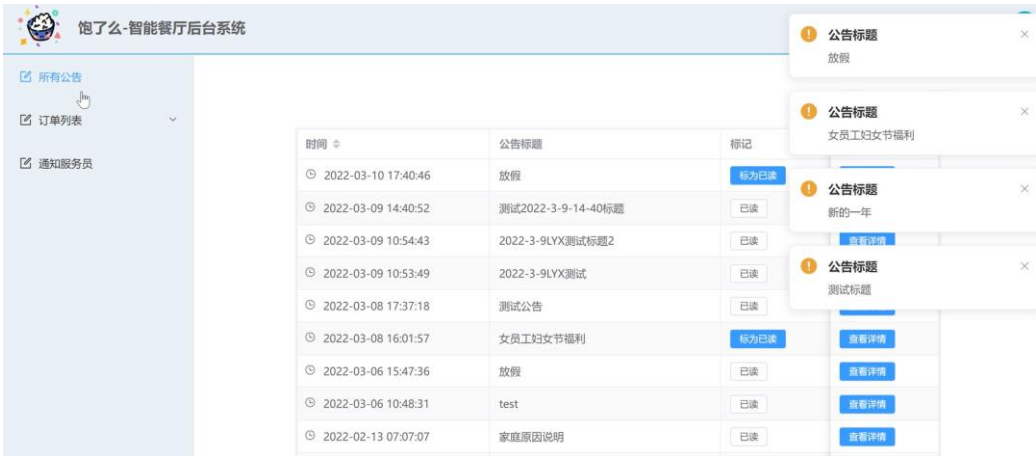 饱了么-智能餐厅后台系统
所有公告
订单列表
通知服务员
时间 公告标题 标记
2022-03-10 17:40:46 放假 标为已读
2022-03-09 14:40:52 测试2022-3-9-14-40标题 已读
2022-03-09 10:54:43 2022-3-9LYX测试标题2 已读 查看详情
2022-03-09 10:53:49 2022-3-9LYX测试 已读
2022-03-08 17:37:18 测试公告 已读
2022-03-08 16:01:57 女员工妇女节福利 标为已读 查看详情
2022-03-06 15:47:36 放假 已读 查看详情
2022-03-06 10:48:31 test 已读 查看详情
2022-02-13 07:07:07 家庭原因说明 已读 查看详情
公告标题
放假
公告标题
女员工妇女节福利
公告标题
新的一年
公告标题
测试标题